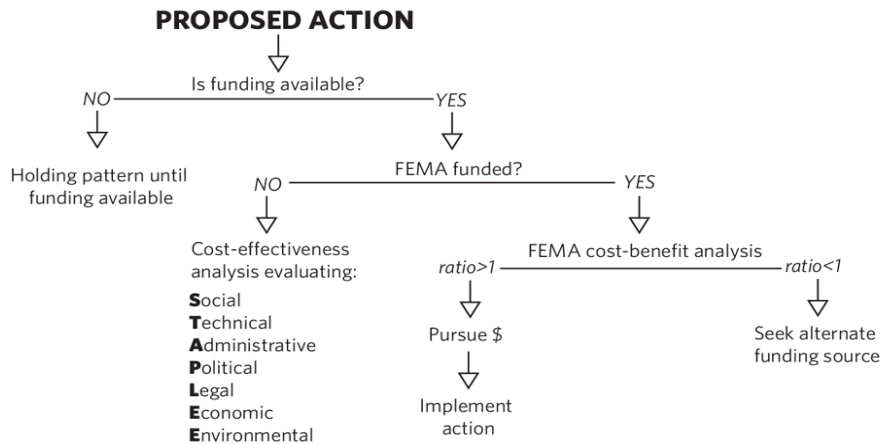 PROPOSED ACTION
Is funding available?
NO
YES
Holding pattern until
funding available
FEMA funded?
NO
YES
Cost-effectiveness
analysis evaluating:
Social
Technical
Administrative
Political
Legal
Economic
Environmental
FEMA cost-benefit analysis
ratio>1
ratio<1
Pursue $
Implement
action
Seek alternate
funding source